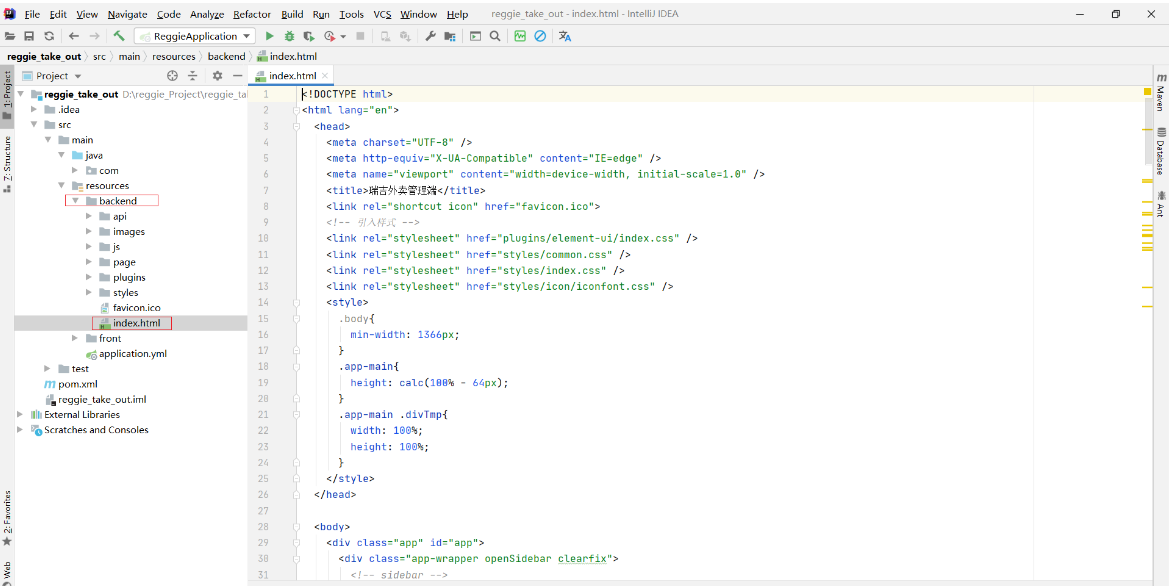 File Edit View Navigate Code Analyze Refactor Build Run Tools VCS Window Help reggie_take_out - index.html - IntelliJ IDEA
ReggieApplication
reggie_take_out src main resources backend index.html
Project
index.html
1: Project
7: Structure
2: Favorites
Web
reggie_take_out D:\reggie_Project\reggie_ta
.idea
src
main
java
com
resources
backend
api
images
js
page
plugins
styles
favicon.ico
index.html
front
application.yml
test
pom.xml
reggie_take_out.iml
External Libraries
Scratches and Consoles
1 <!DOCTYPE html>
2 <html lang="en">
3 <head>
4 <meta charset="UTF-8" />
5 <meta http-equiv="X-UA-Compatible" content="IE=edge" />
6 <meta name="viewport" content="width=device-width, initial-scale=1.0" />
7 <title>瑞吉外卖管理端</title>
8 <link rel="shortcut icon" href="favicon.ico">
9 <!-- 引入样式 -->
10 <link rel="stylesheet" href="plugins/element-ui/index.css" />
11 <link rel="stylesheet" href="styles/common.css" />
12 <link rel="stylesheet" href="styles/index.css" />
13 <link rel="stylesheet" href="styles/icon/iconfont.css" />
14 <style>
15 .body{
16 min-width: 1366px;
17 }
18 .app-main{
19 height: calc(100% - 64px);
20 }
21 .app-main .divTmp{
22 width: 100%;
23 height: 100%;
24 }
25 </style>
26 </head>
27
28 <body>
29 <div class="app" id="app">
30 <div class="app-wrapper openSidebar clearfix">
31 <!-- sidebar -->
Maven
Database
Ant